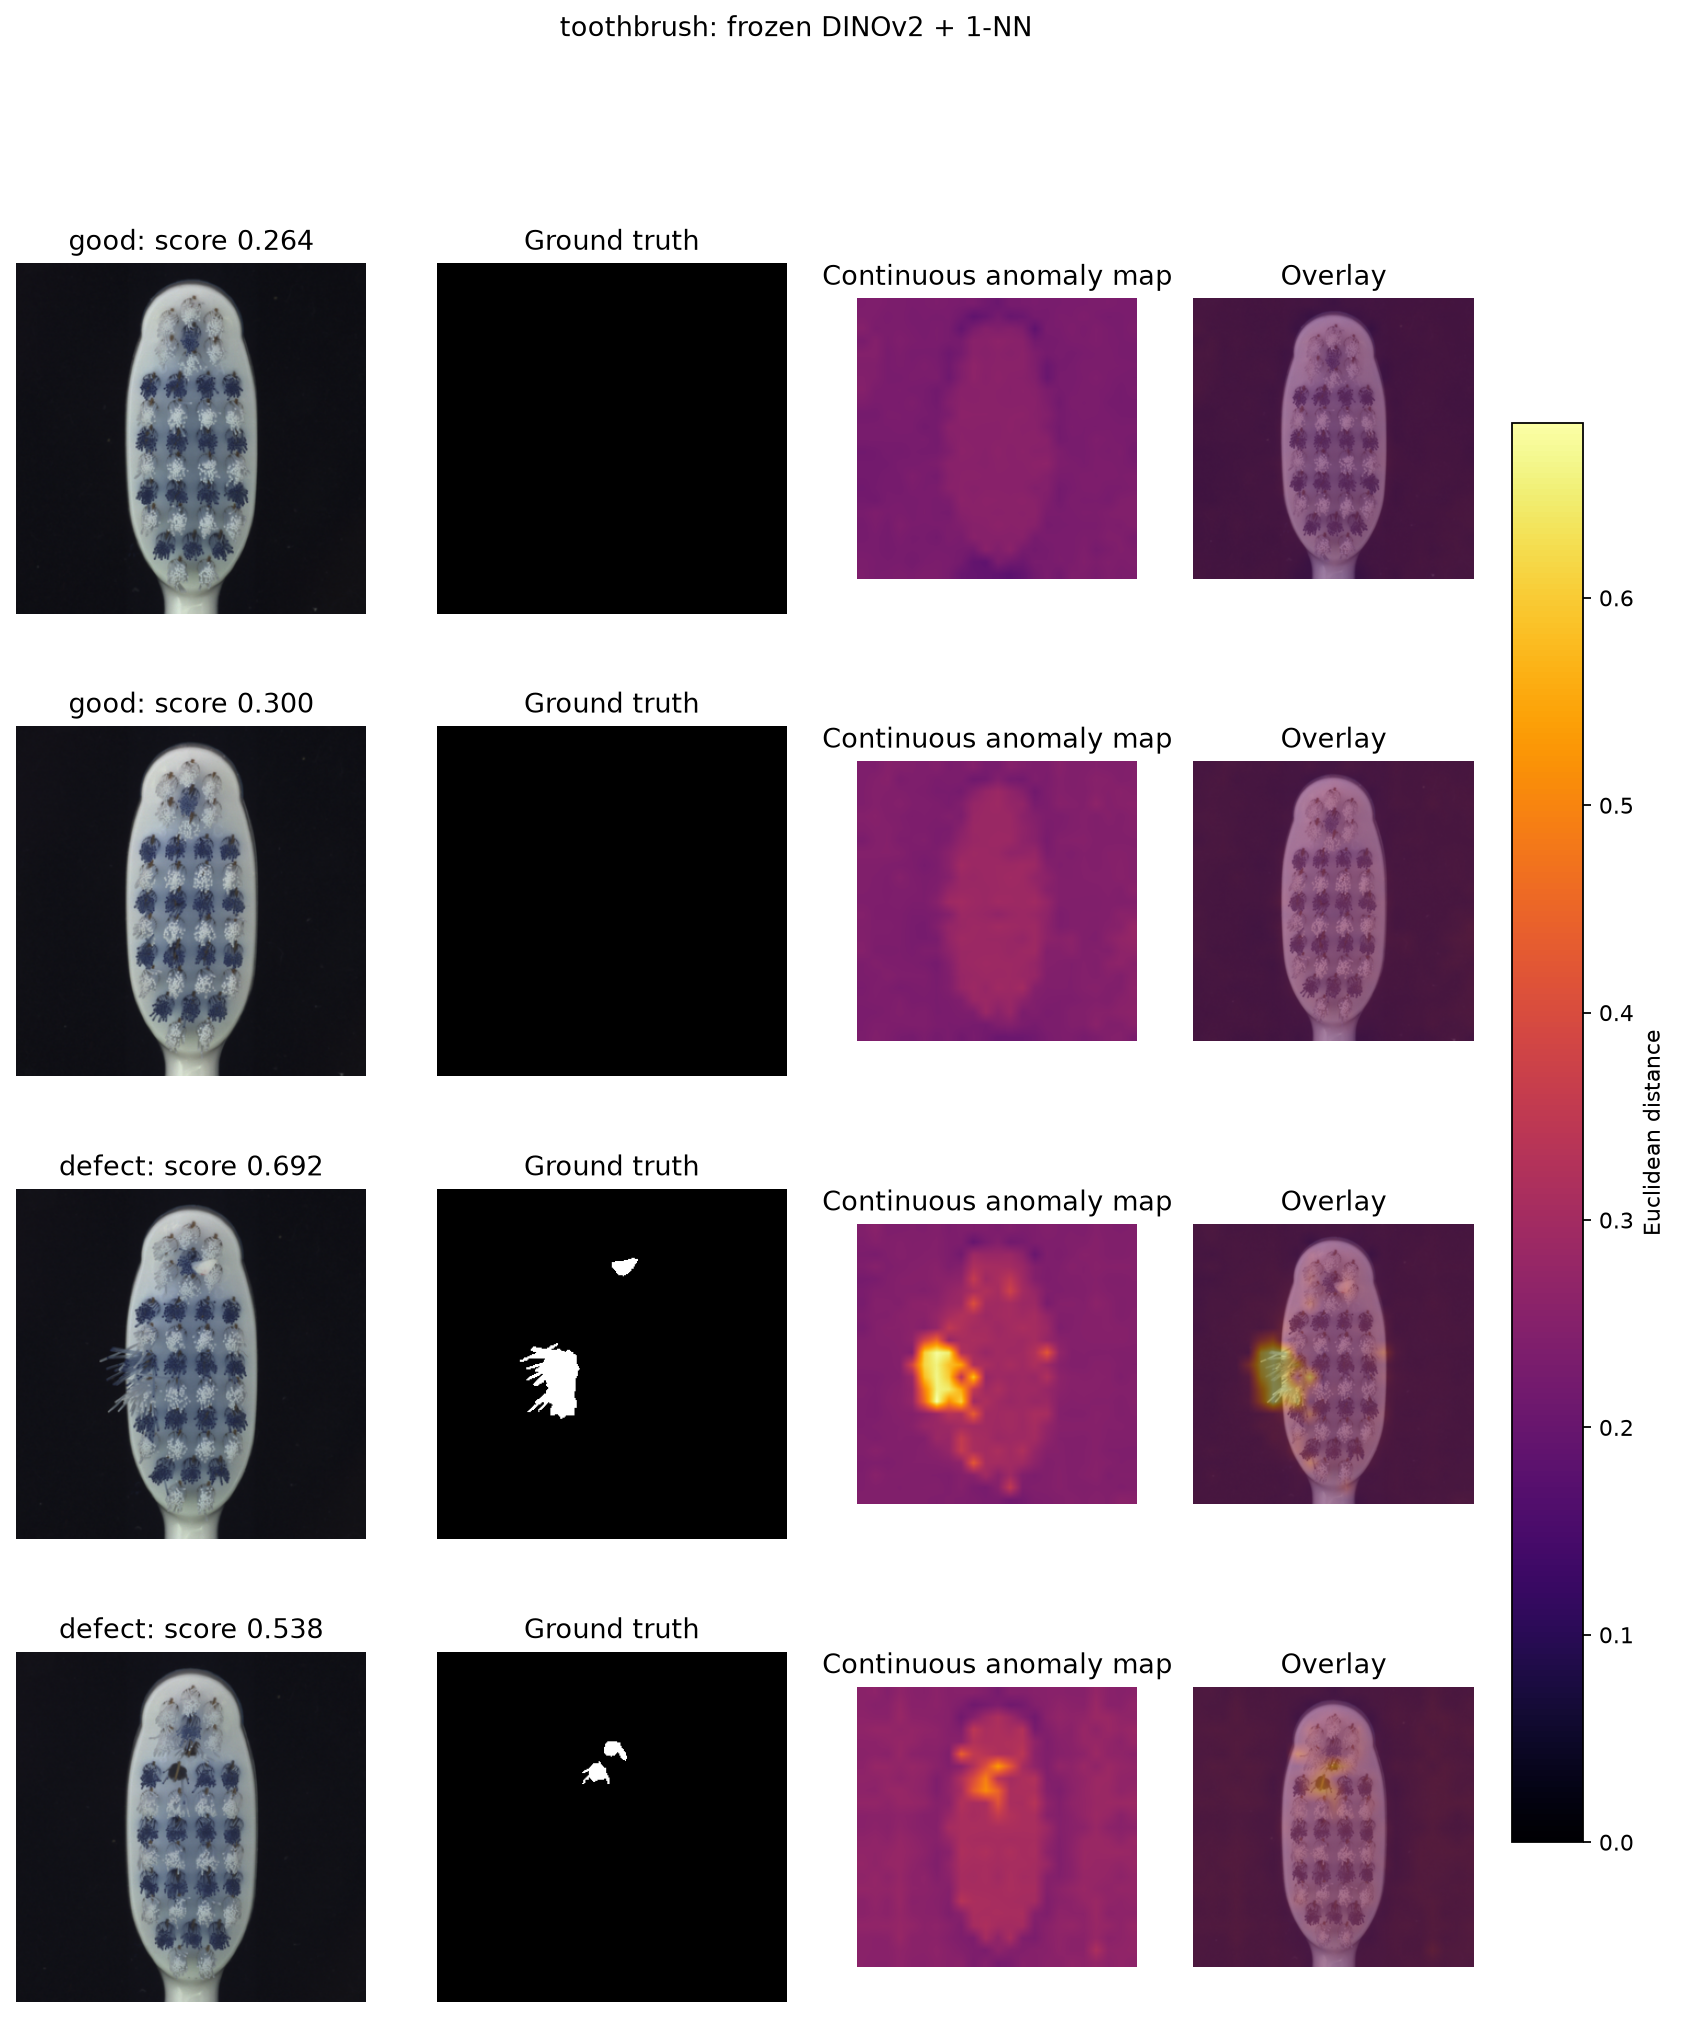 toothbrush: frozen DINOv2 + 1-NN
good: score 0.264
Ground truth
Continuous anomaly map
Overlay
good: score 0.300
Ground truth
Continuous anomaly map
Overlay
defect: score 0.692
Ground truth
Continuous anomaly map
Overlay
defect: score 0.538
Ground truth
Continuous anomaly map
Overlay
0.6
0.5
0.4
0.3
0.2
0.1
0.0
Euclidean distance